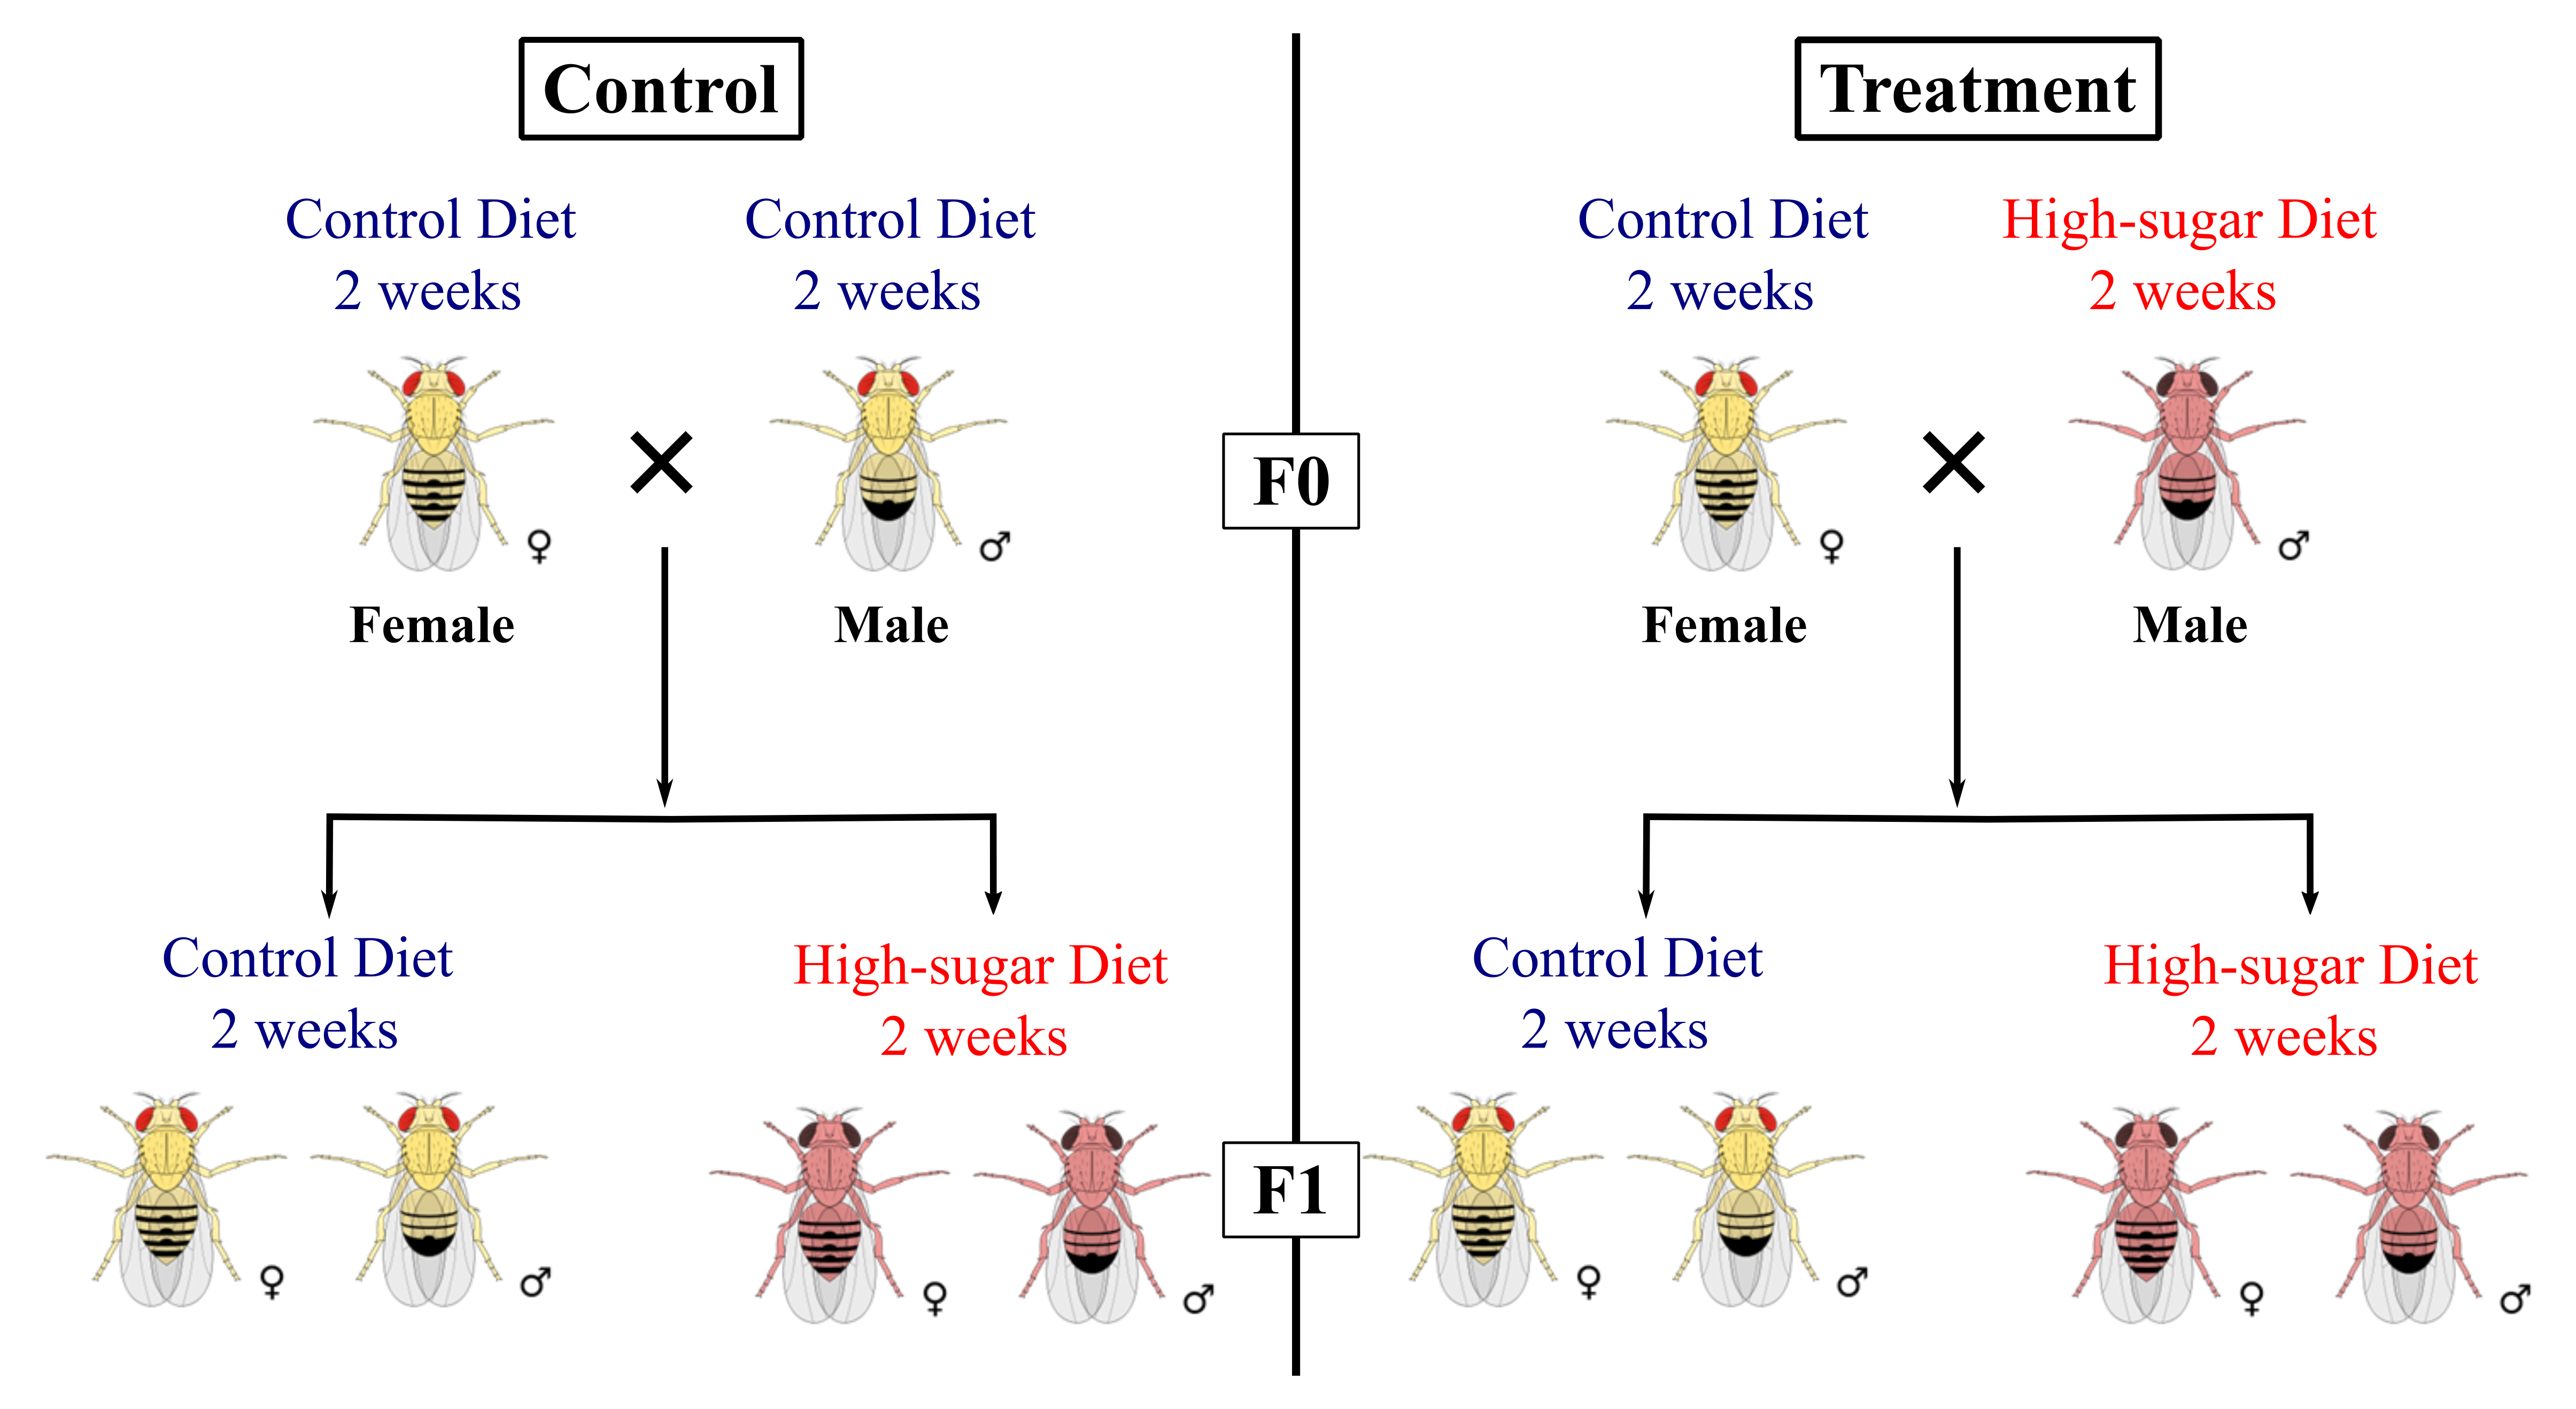 Control
Treatment
Control Diet
2 weeks
Control Diet
2 weeks
Control Diet
2 weeks
High-sugar Diet
2 weeks
♀
♂
♀
♂
F0
Female
Male
Female
Male
Control Diet
2 weeks
High-sugar Diet
2 weeks
Control Diet
2 weeks
High-sugar Diet
2 weeks
F1
♀
♂
♀
♂
♀
♂
♀
♂